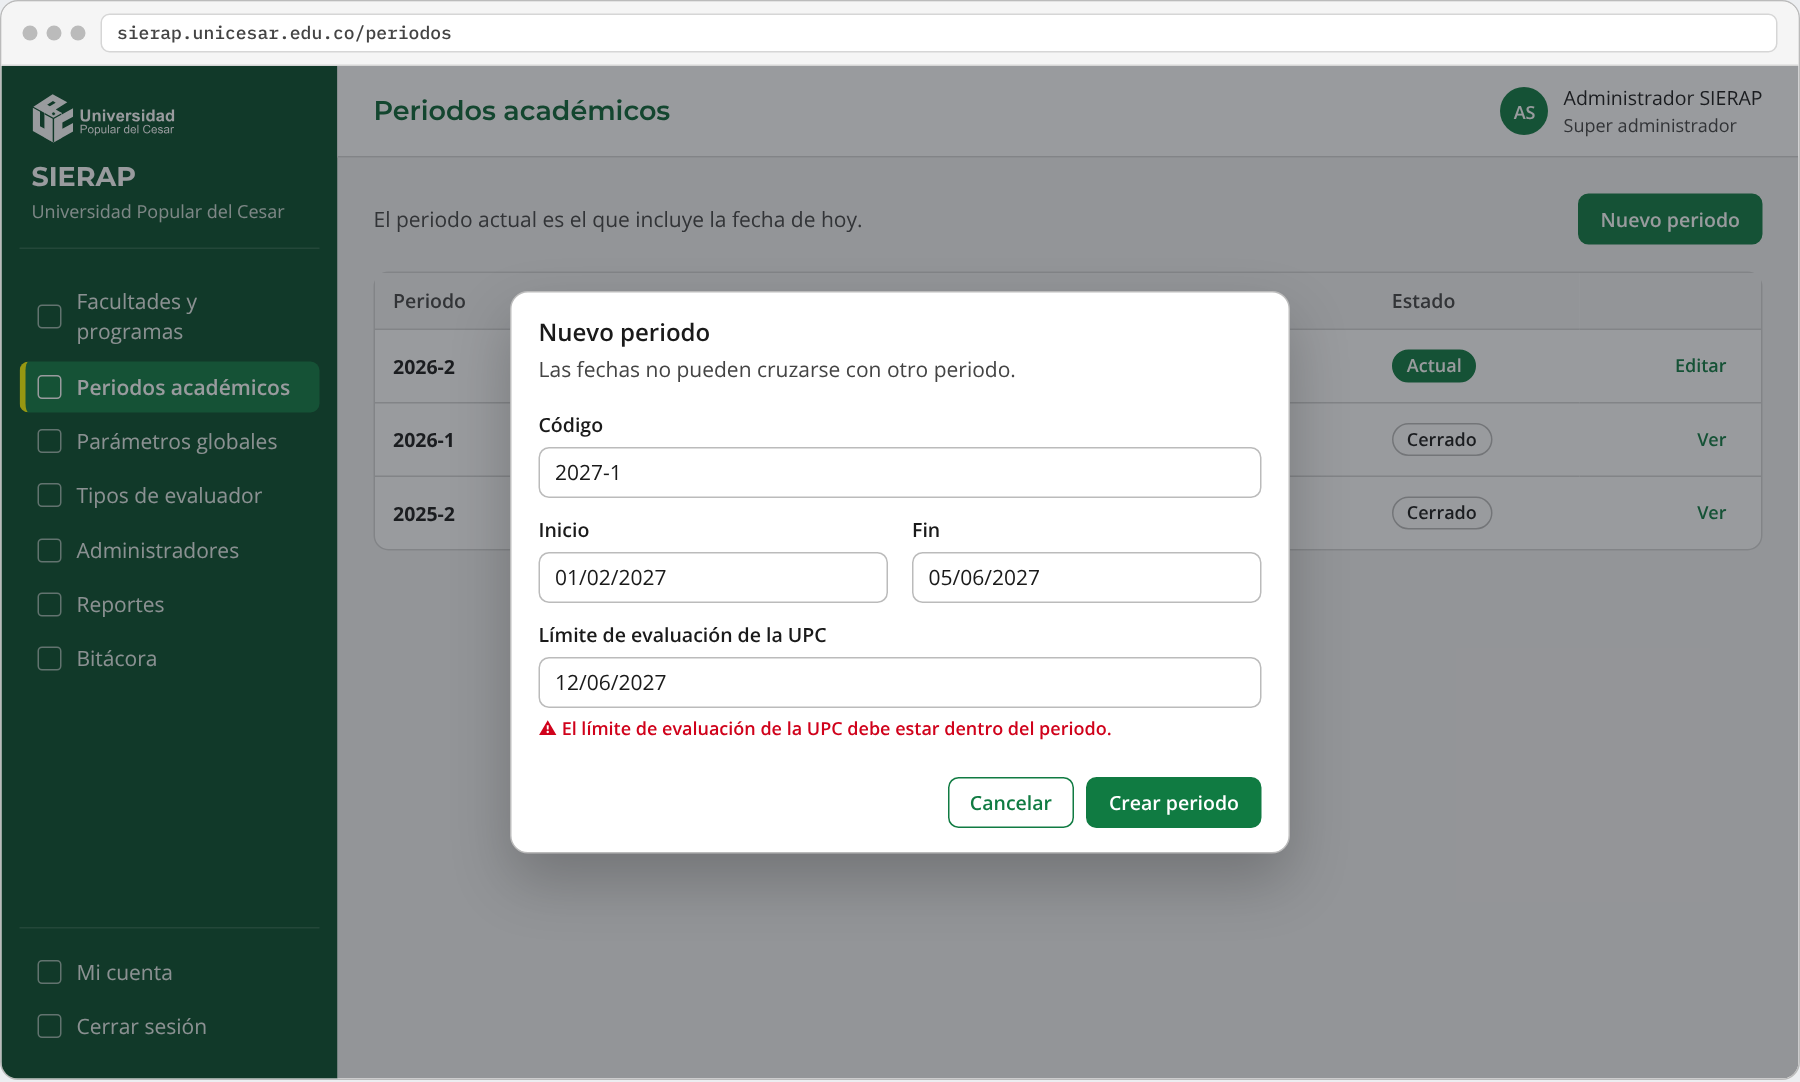 sierap.unicesar.edu.co/periodos
Universidad
Popular del Cesar
SIERAP
Universidad Popular del Cesar
Facultades y
programas
Periodos académicos
Parámetros globales
Tipos de evaluador
Administradores
Reportes
Bitácora
Mi cuenta
Cerrar sesión
Periodos académicos
AS
Administrador SIERAP
Super administrador
El periodo actual es el que incluye la fecha de hoy.
Nuevo periodo
Periodo
Estado
2026-2
Actual
Editar
2026-1
Cerrado
Ver
2025-2
Cerrado
Ver
Nuevo periodo
Las fechas no pueden cruzarse con otro periodo.
Código
2027-1
Inicio
Fin
01/02/2027
05/06/2027
Límite de evaluación de la UPC
12/06/2027
El límite de evaluación de la UPC debe estar dentro del periodo.
Cancelar
Crear periodo